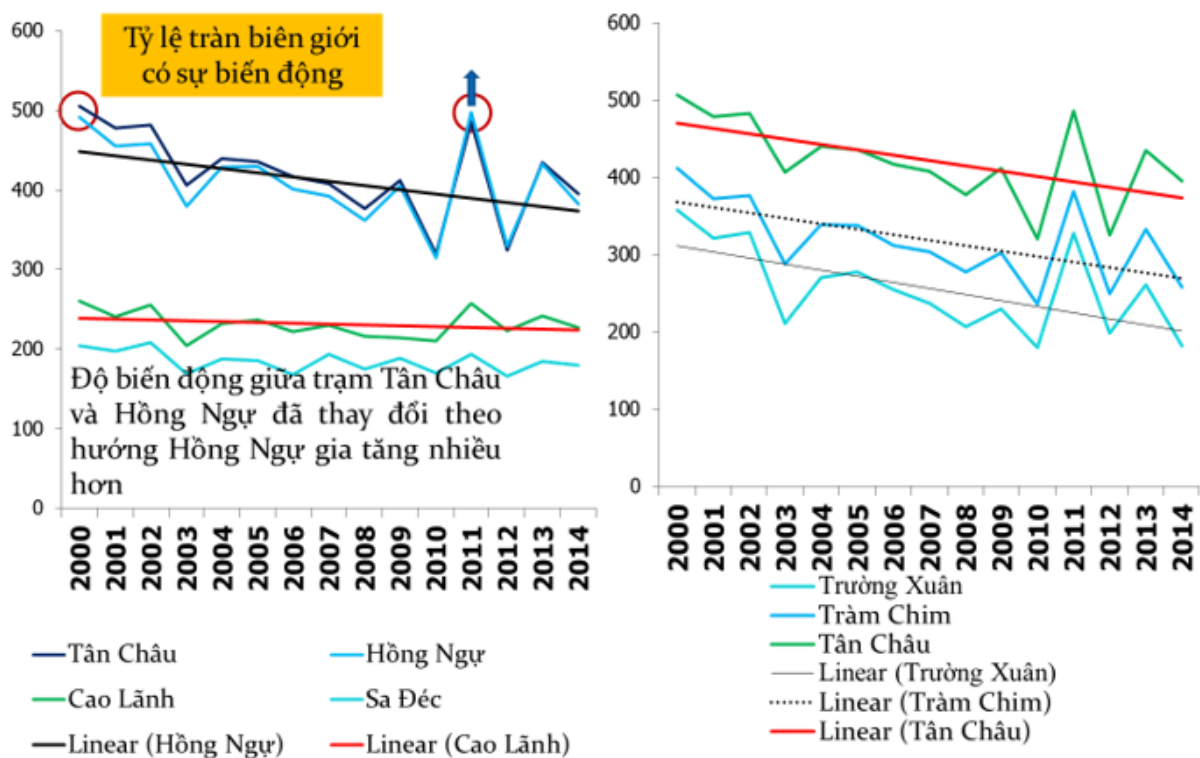 600
500
400
300
200
100
0
Tỷ lệ tràn biên giới
có sự biến động
Độ biến động giữa trạm Tân Châu
và Hồng Ngự đã thay đổi theo
hướng Hồng Ngự gia tăng nhiều
hơn
2000
2001
2002
2003
2004
2005
2006
2007
2008
2009
2010
2011
2012
2013
2014
Tân Châu
Hồng Ngự
Cao Lãnh
Sa Đéc
Linear (Hồng Ngự)
Linear (Cao Lãnh)
600
500
400
300
200
100
0
2000
2001
2002
2003
2004
2005
2006
2007
2008
2009
2010
2011
2012
2013
2014
Trường Xuân
Tràm Chim
Tân Châu
Linear (Trường Xuân)
Linear (Tràm Chim)
Linear (Tân Châu)